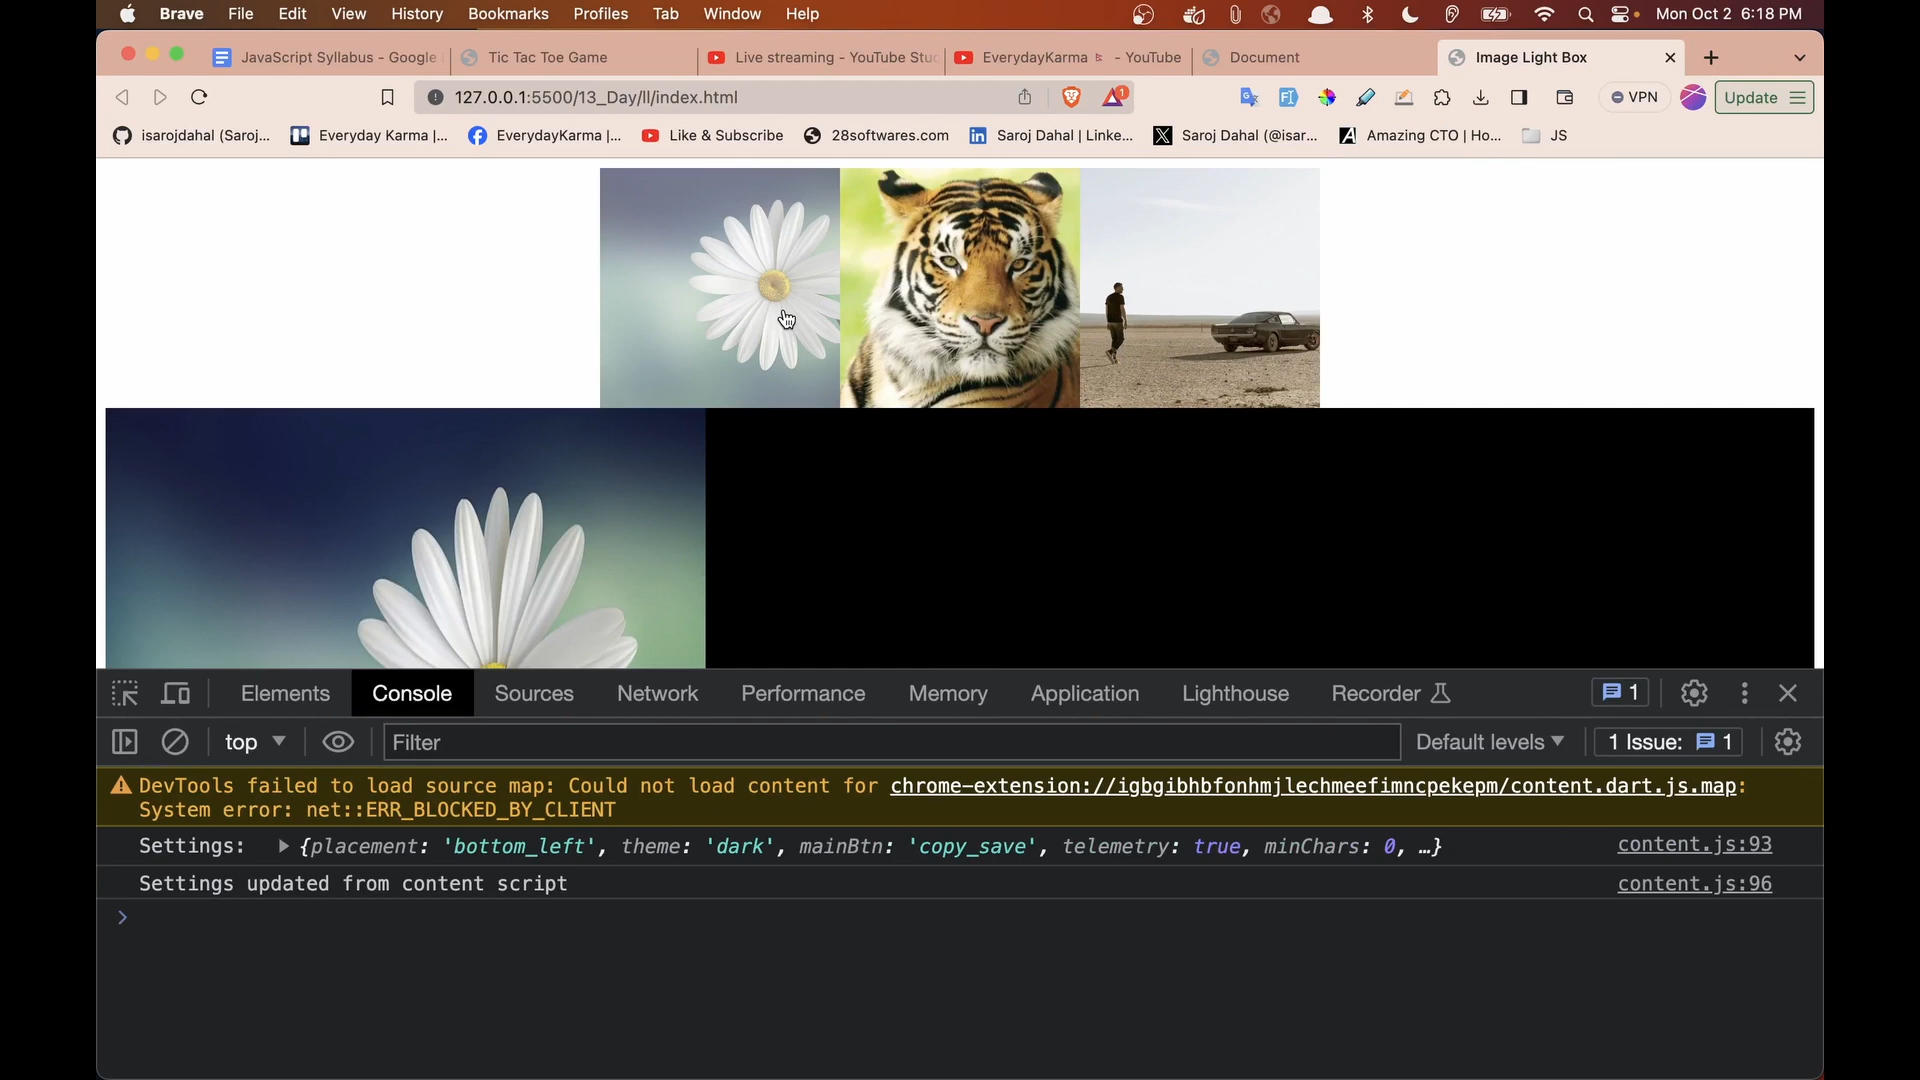 Brave File Edit View History Bookmarks Profiles Tab Window Help Mon Oct 2 6:18 PM
JavaScript Syllabus - Google Tic Tac Toe Game Live streaming - YouTube Stud EverydayKarma - YouTube Document Image Light Box
127.0.0.1:5500/13_Day/ll/index.html 1 VPN Update
isarojdahal (Saroj... Everyday Karma |... EverydayKarma |... Like & Subscribe 28softwares.com Saroj Dahal | Linke... Saroj Dahal (@isar... Amazing CTO | Ho... JS
Elements Console Sources Network Performance Memory Application Lighthouse Recorder 1
top Filter Default levels 1 Issue: 1
DevTools failed to load source map: Could not load content for chrome-extension://igbgibhbfonhmjlechmeefimncpekepm/content.dart.js.map:
System error: net::ERR_BLOCKED_BY_CLIENT
Settings: {placement: 'bottom_left', theme: 'dark', mainBtn: 'copy_save', telemetry: true, minChars: 0, …} content.js:93
Settings updated from content script content.js:96